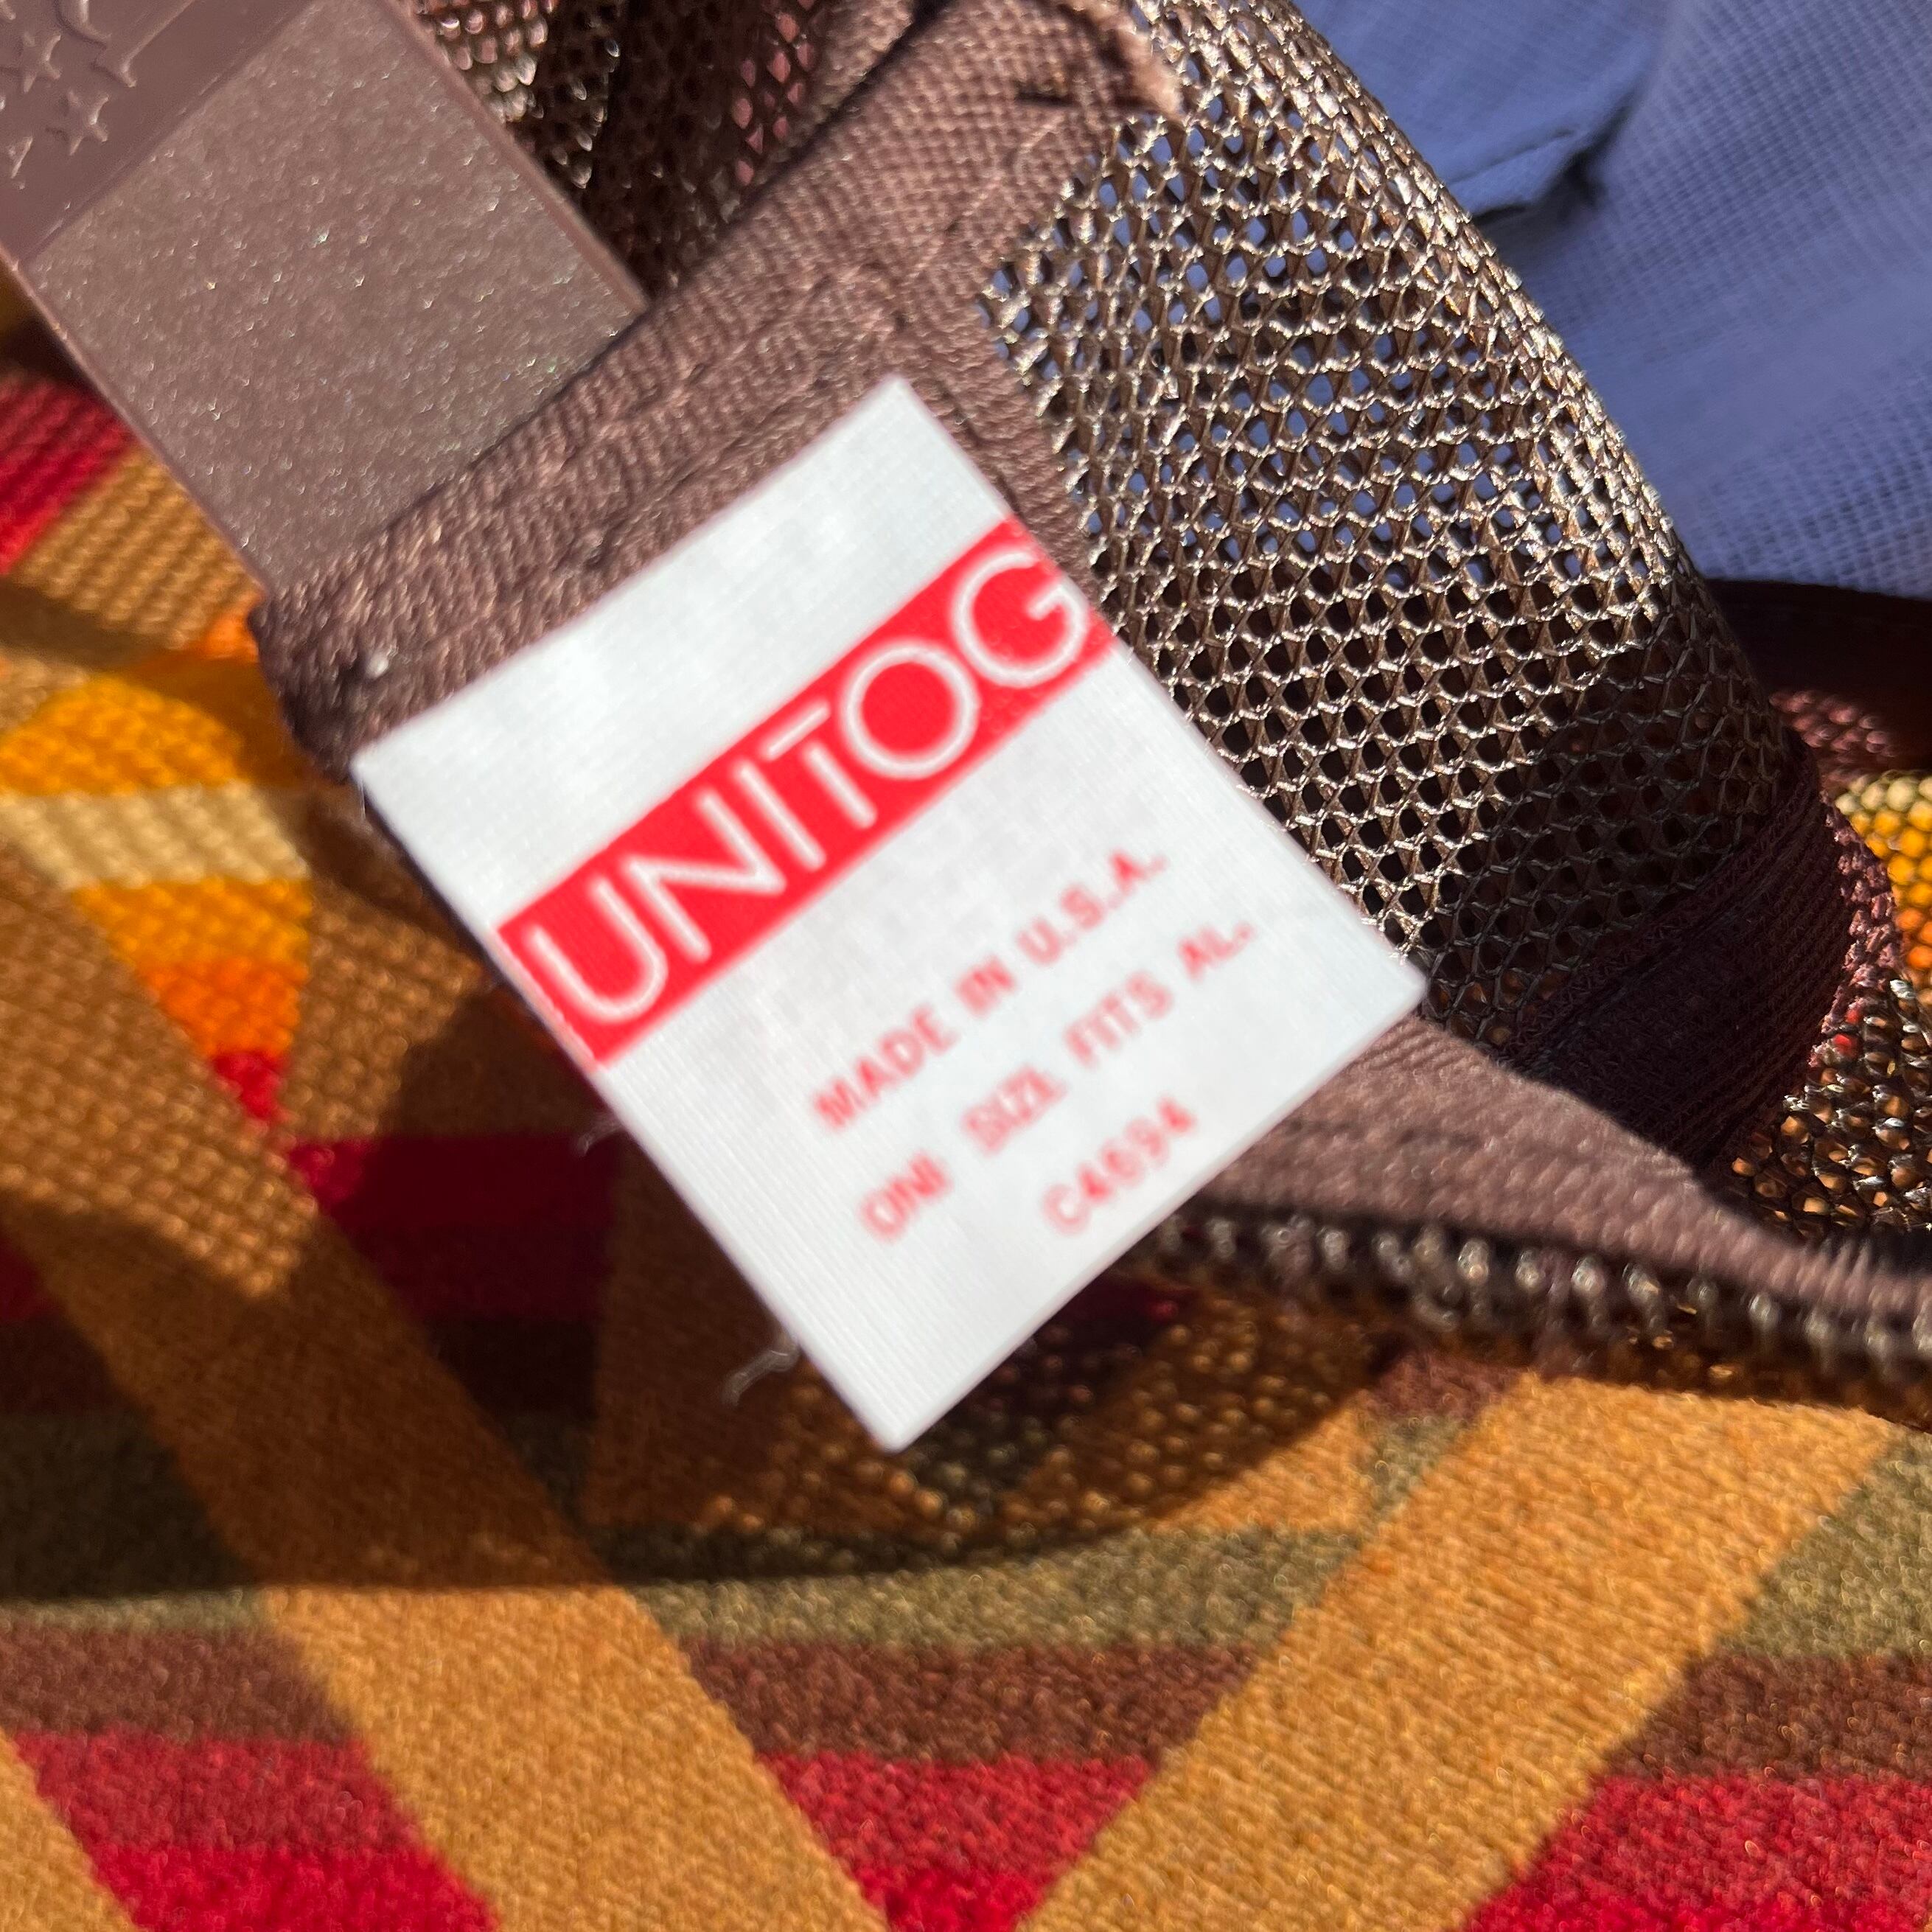 UNITOG
MADE IN U.S.A.
ONE SIZE FITS ALL
C4694